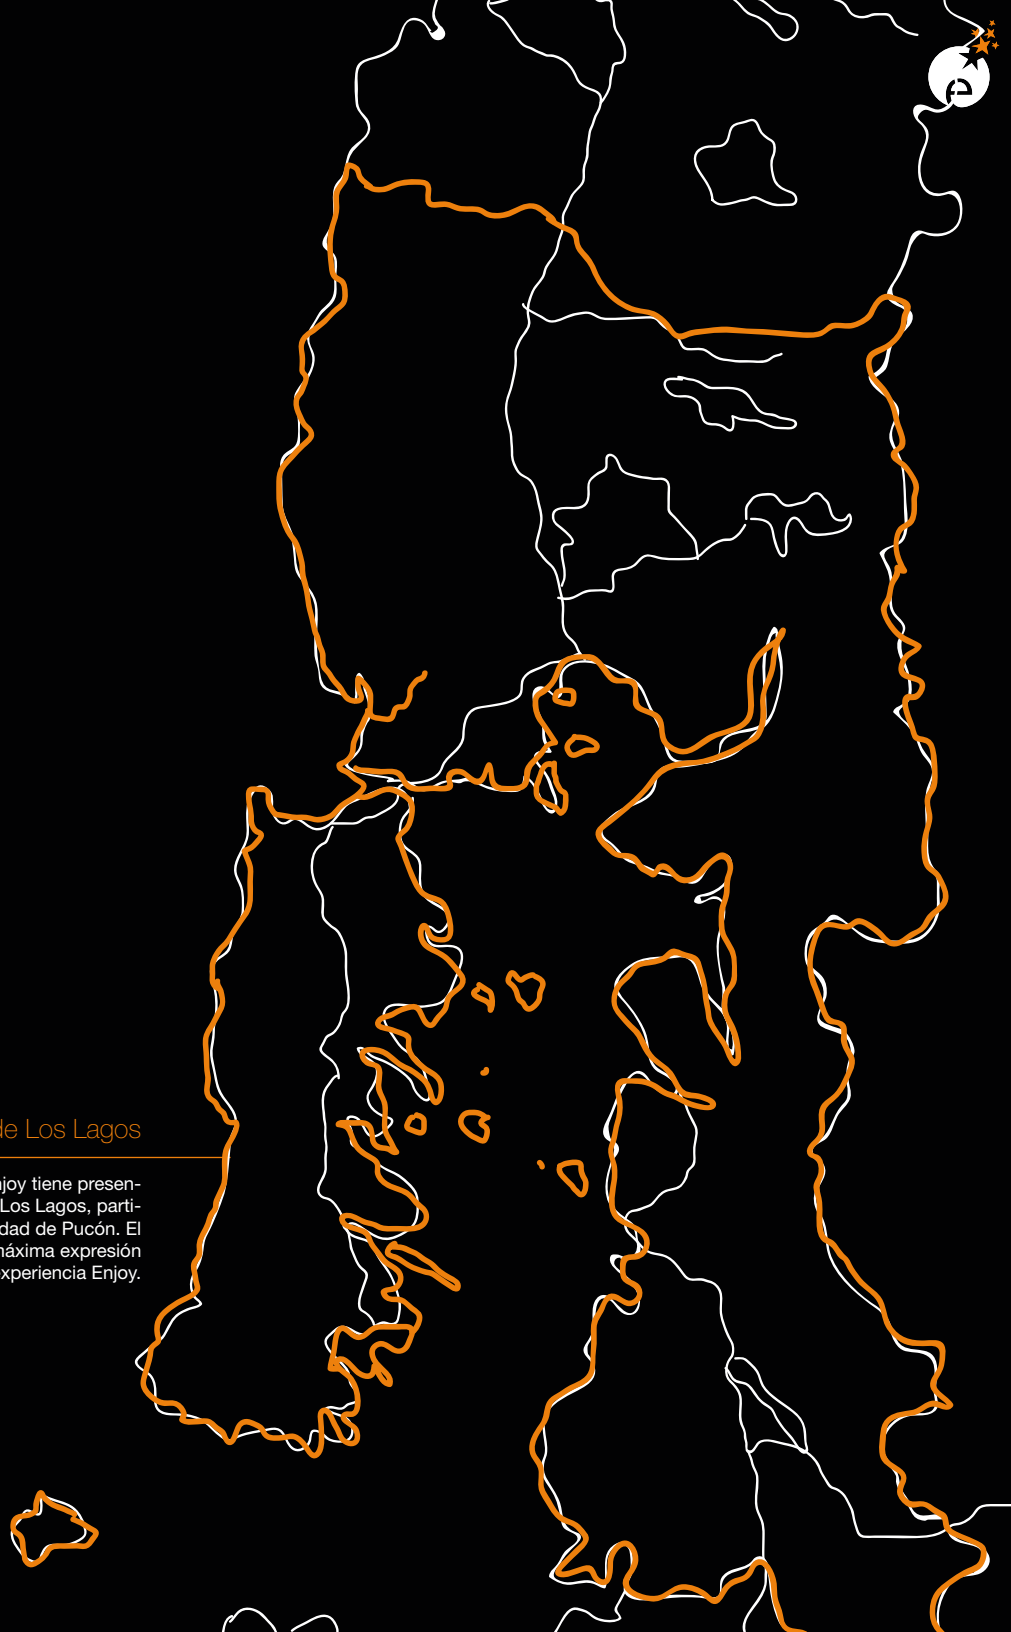 de Los Lagos
njoy tiene presen-
Los Lagos, parti-
dad de Pucón. El
máxima expresión
experiencia Enjoy.
e